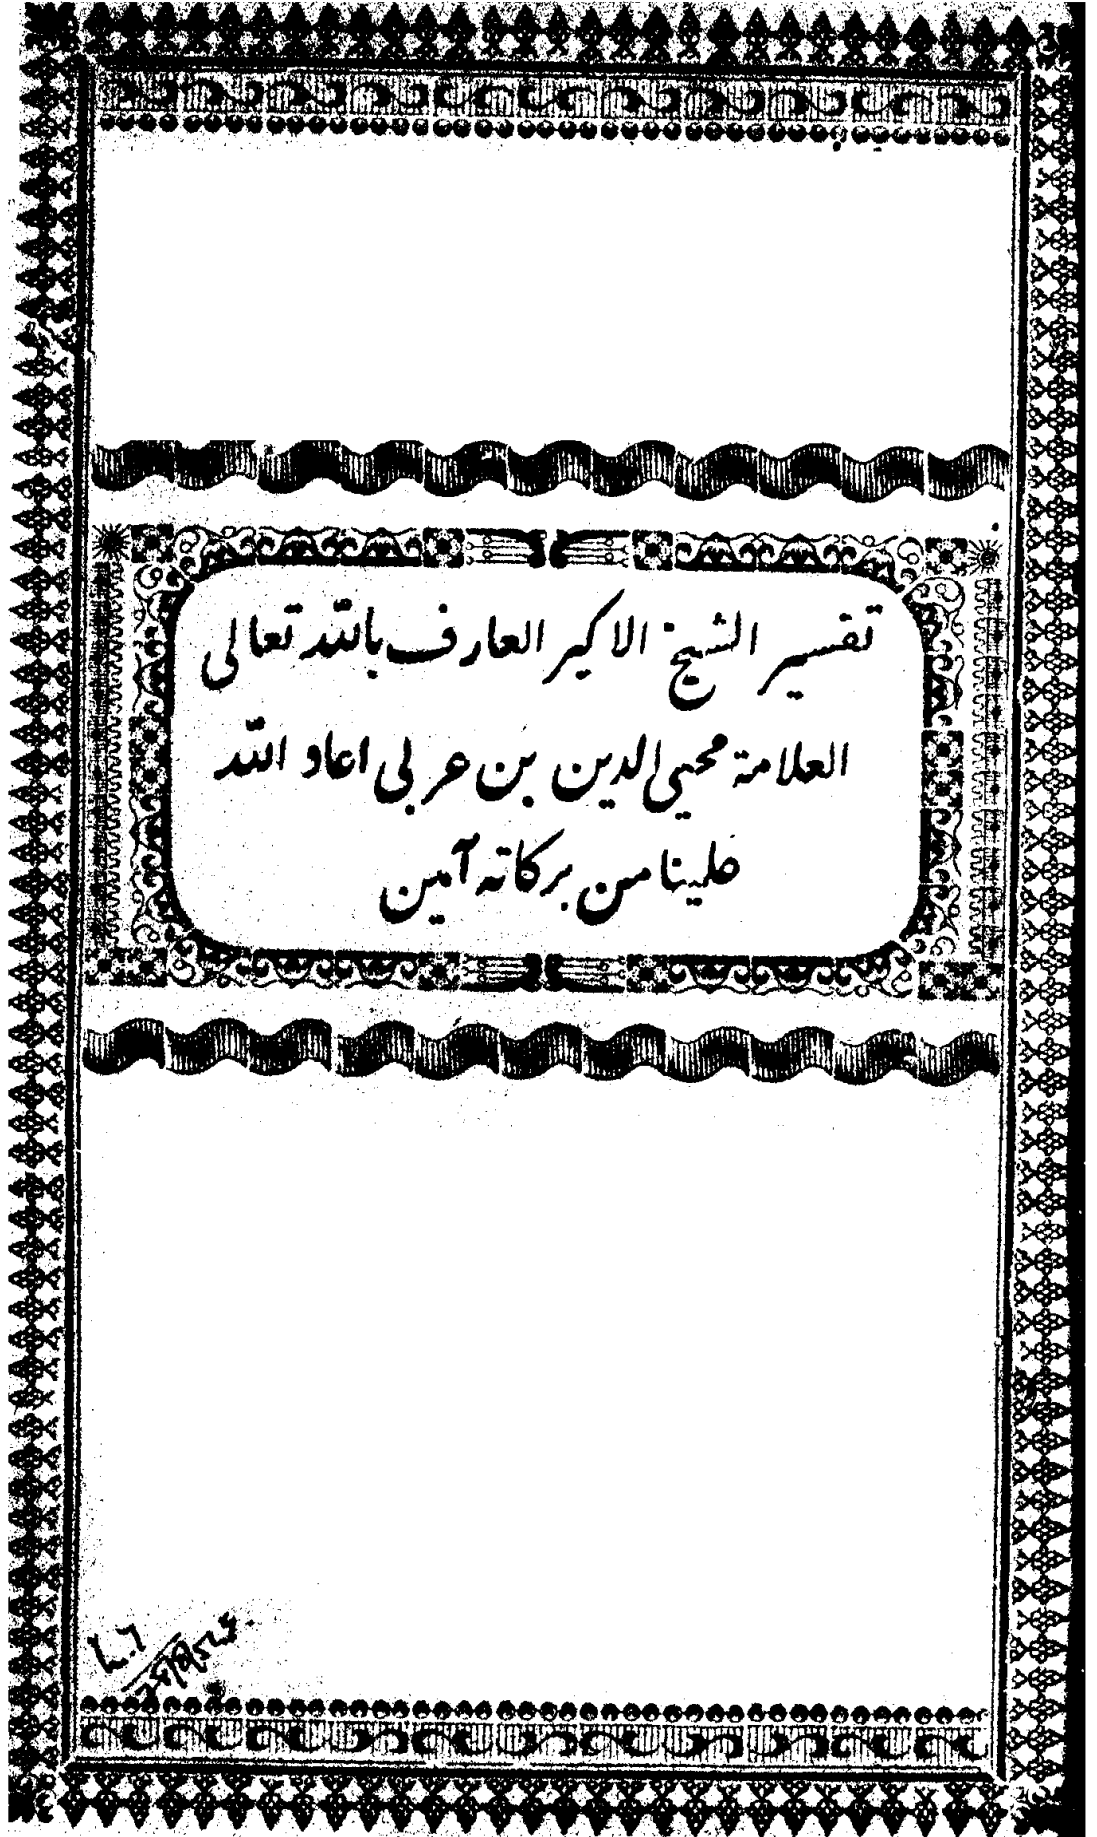 تفسير الشيخ الاكبر العارف بالله تعالى
العلامة محيي الدين بن عربي اعاد الله
علينا من بركاته آمين